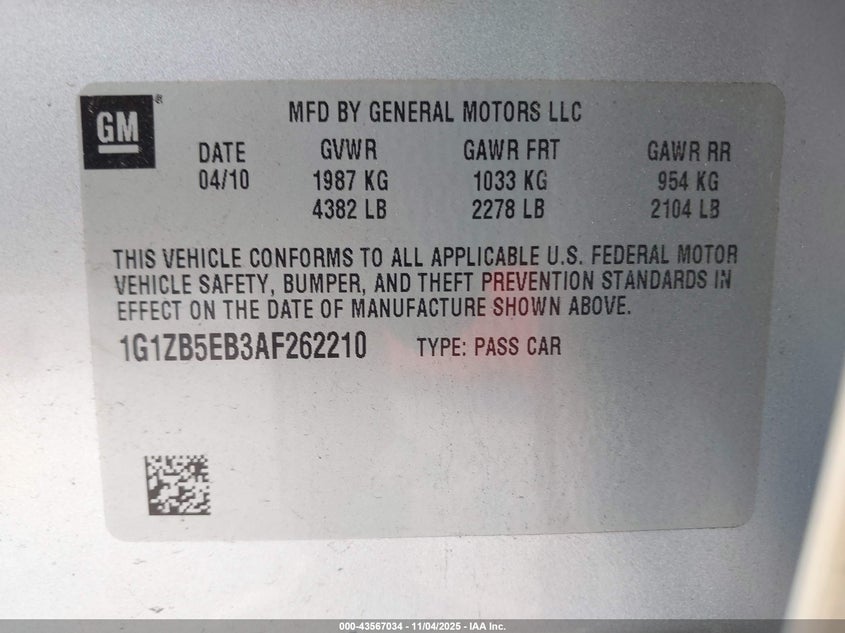 GM®
MFD BY GENERAL MOTORS LLC
DATE GVWR GAWR FRT GAWR RR
04/10 1987 KG 1033 KG 954 KG
4382 LB 2278 LB 2104 LB
THIS VEHICLE CONFORMS TO ALL APPLICABLE U.S. FEDERAL MOTOR
VEHICLE SAFETY, BUMPER, AND THEFT PREVENTION STANDARDS IN
EFFECT ON THE DATE OF MANUFACTURE SHOWN ABOVE.
1G1ZB5EB3AF262210 TYPE: PASS CAR
000-43567034 - 11/04/2025 - IAA Inc.